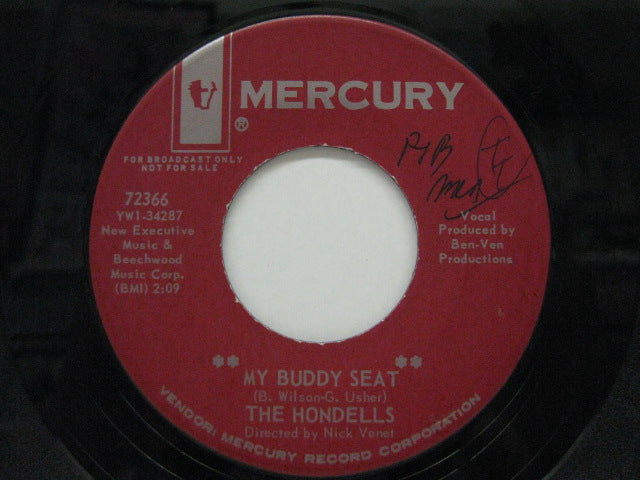 MERCURY
®
FOR BROADCAST ONLY
NOT FOR SALE
72366
YW1-34287
New Executive
Music &
Beechwood
Music Corp.
(BMI) 2:09
Vocal
Produced by
Ben-Ven
Productions
** MY BUDDY SEAT **
(B. Wilson-G. Usher)
THE HONDELLS
Directed by Nick Venet
VENDOR: MERCURY RECORD CORPORATION